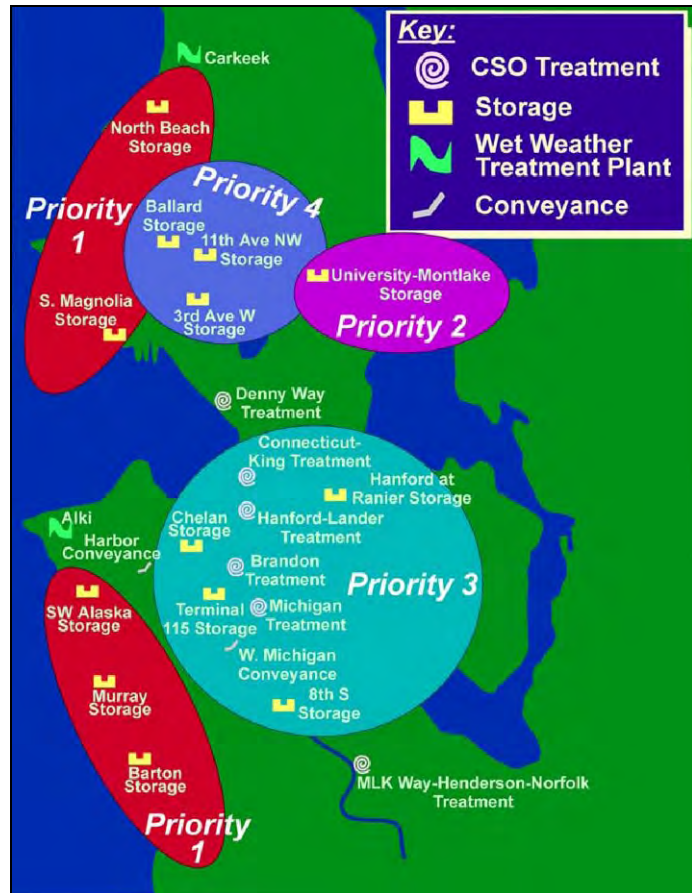 Key:
CSO Treatment
Storage
Wet Weather
Treatment Plant
Conveyance
Carkeek
North Beach
Storage
Priority
1
Priority 4
Ballard
Storage
11th Ave NW
Storage
3rd Ave W
Storage
S. Magnolia
Storage
University-Montlake
Storage
Priority 2
Denny Way
Treatment
Connecticut-
King Treatment
Hanford at
Ranier Storage
Hanford-Lander
Treatment
Chelan
Storage
Alki
Harbor
Conveyance
Brandon
Treatment
Priority 3
Terminal
115 Storage
Michigan
Treatment
W. Michigan
Conveyance
8th S
Storage
SW Alaska
Storage
Murray
Storage
Barton
Storage
Priority
1
MLK Way-Henderson-Norfolk
Treatment